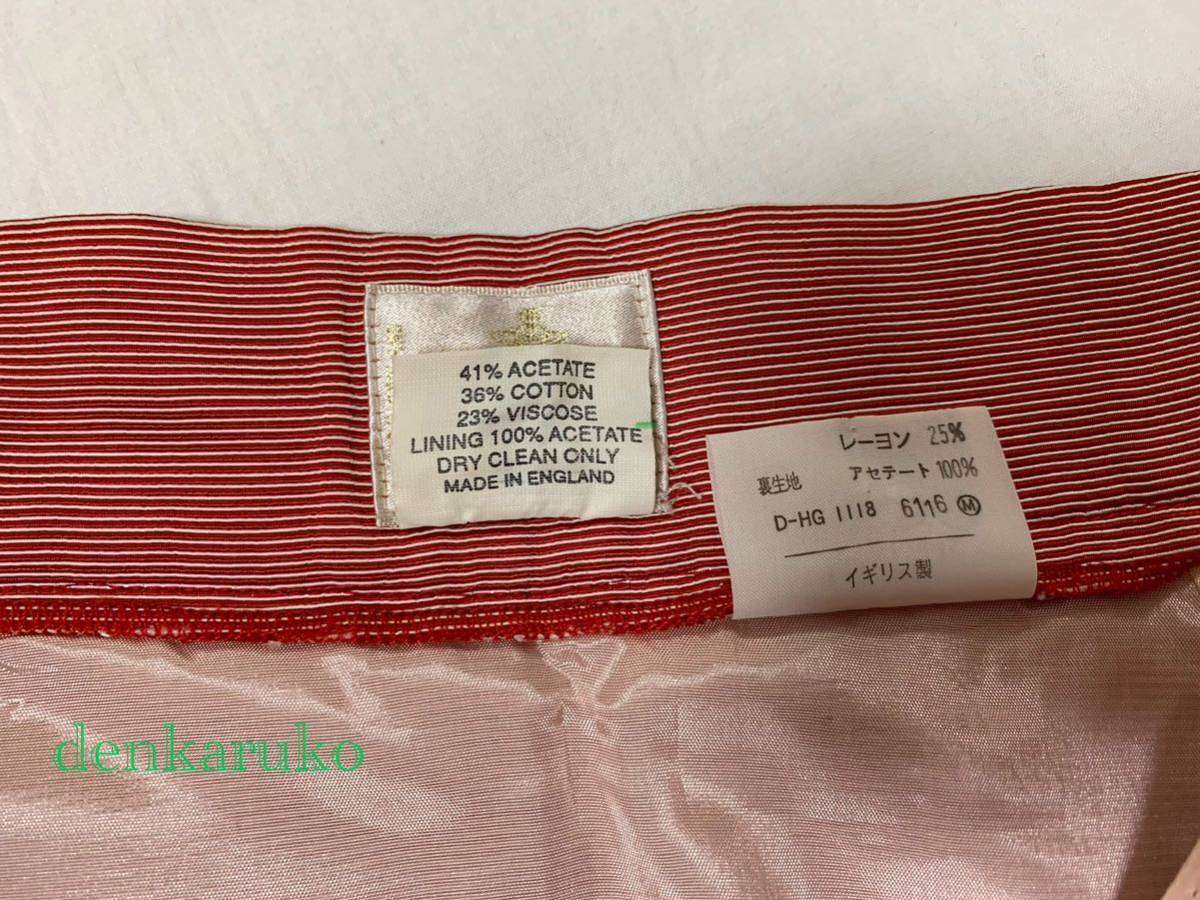 41% ACETATE
36% COTTON
23% VISCOSE
LINING 100% ACETATE
DRY CLEAN ONLY
MADE IN ENGLAND
レーヨン 25%
裏生地 アセテート 100%
D-HG 1118 6116 Ⓜ
イギリス製
denkaruko